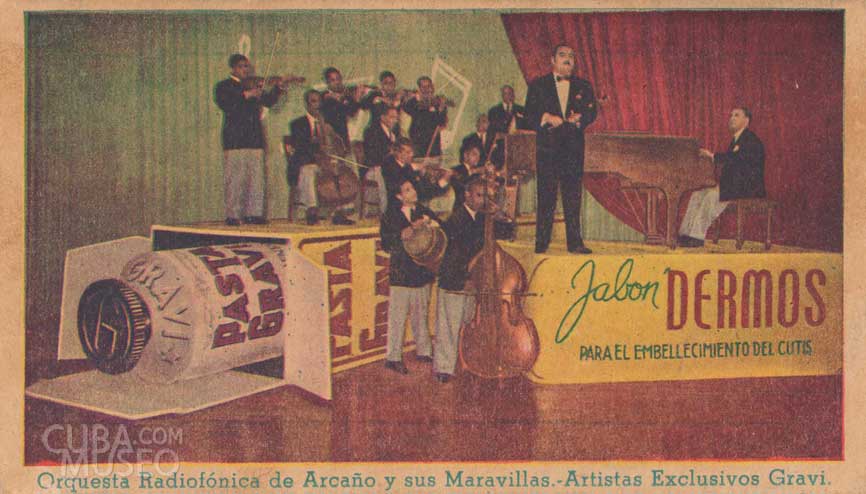 GRAVI
PASTA
GRAVI
PASTA
GRAVI
Jabon DERMOS
PARA EL EMBELLECIMIENTO DEL CUTIS
CUBA.COM
MUSEO
Orquesta Radiofónica de Arcaño y sus Maravillas.-Artistas Exclusivos Gravi.